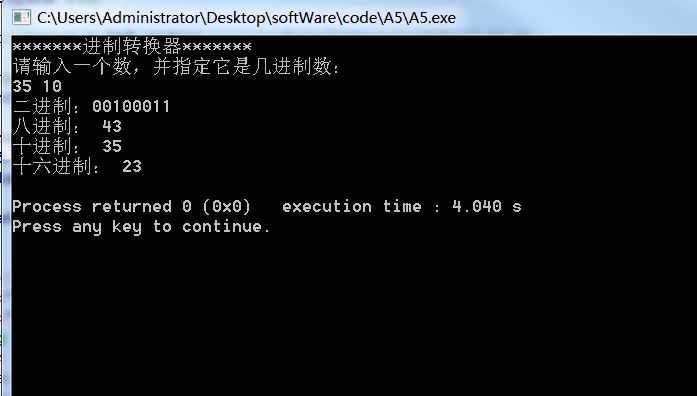 C:\Users\Administrator\Desktop\softWare\code\A5\A5.exe
*******进制转换器*******
请输入一个数，并指定它是几进制数：
35 10
二进制：00100011
八进制： 43
十进制： 35
十六进制： 23
Process returned 0 (0x0)   execution time : 4.040 s
Press any key to continue.